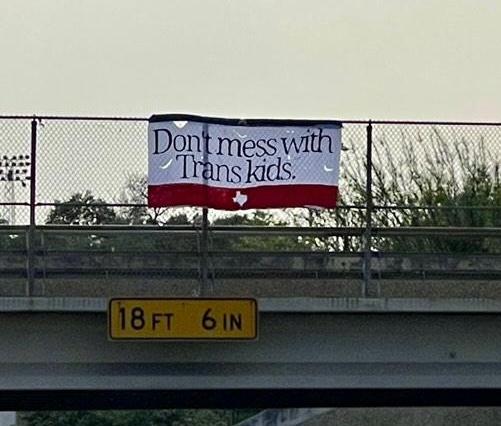 Don't mess with
Trans kids.
18 FT 6 IN